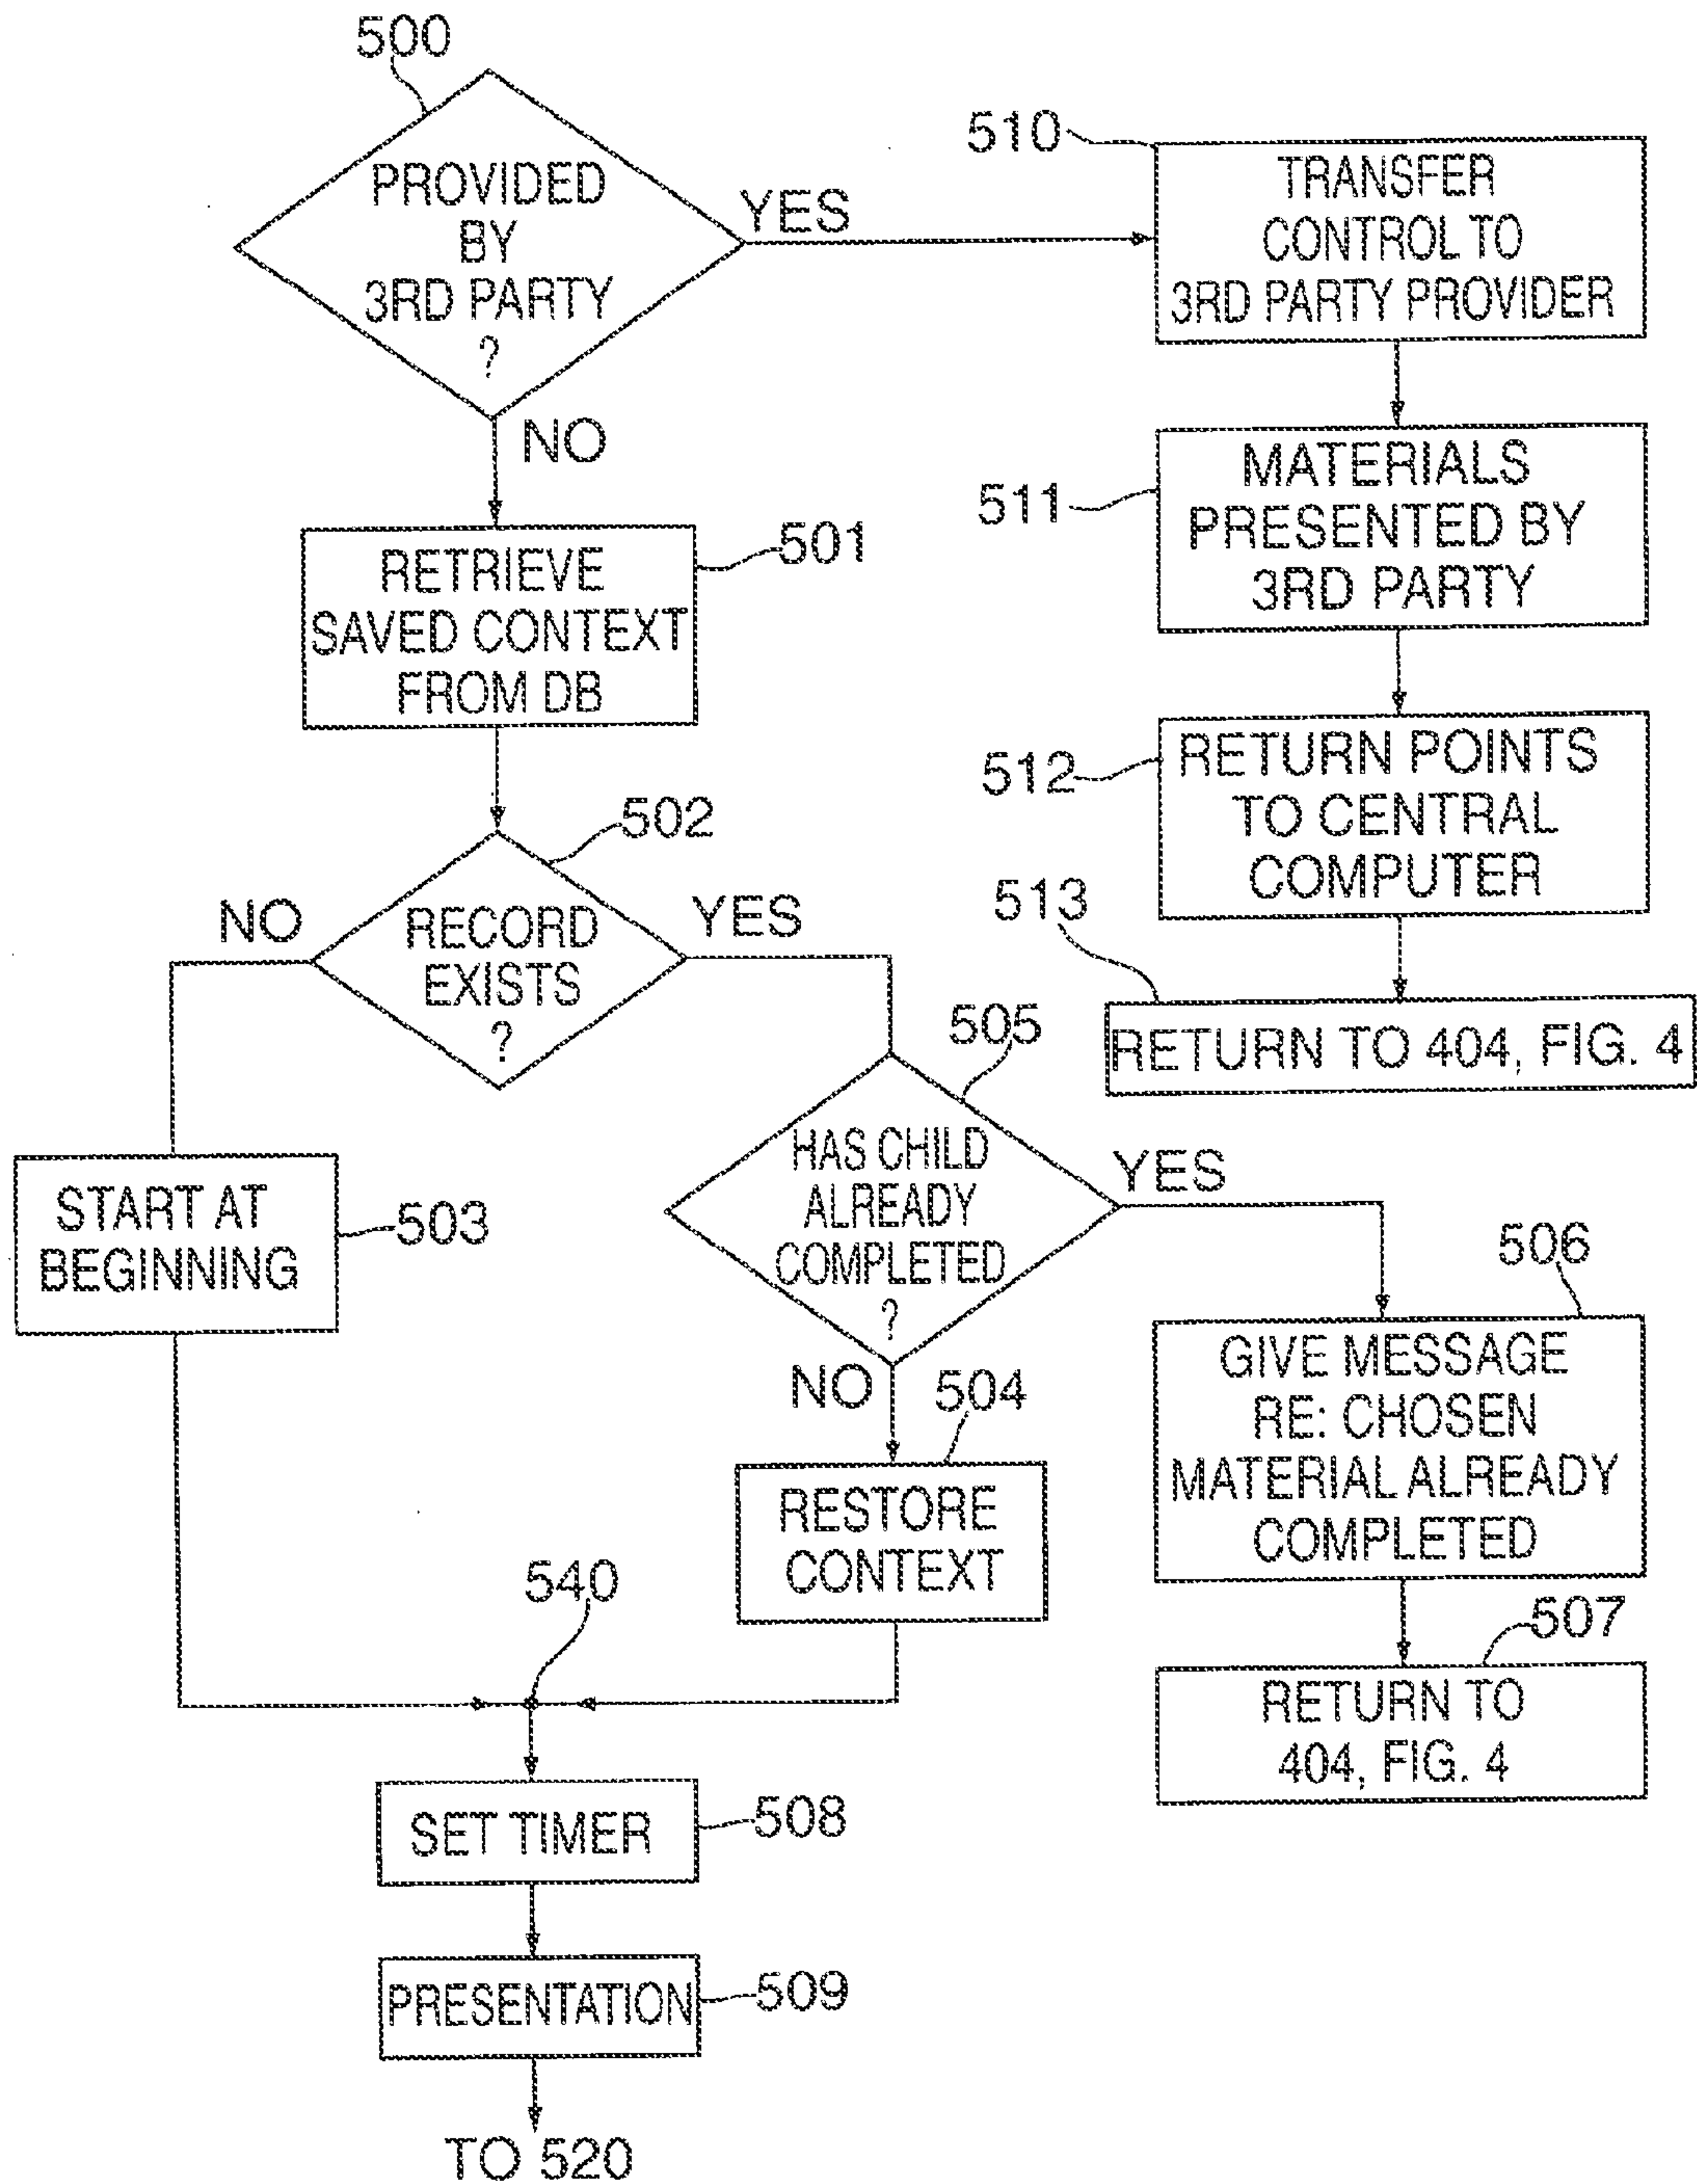 500
PROVIDED
BY
3RD PARTY
?
YES
NO
510
TRANSFER
CONTROL TO
3RD PARTY PROVIDER
511
MATERIALS
PRESENTED BY
3RD PARTY
501
RETRIEVE
SAVED CONTEXT
FROM DB
512
RETURN POINTS
TO CENTRAL
COMPUTER
502
NO
RECORD
EXISTS
?
YES
513
RETURN TO 404, FIG. 4
505
HAS CHILD
ALREADY
COMPLETED
?
YES
NO
START AT
BEGINNING
503
506
GIVE MESSAGE
RE: CHOSEN
MATERIAL ALREADY
COMPLETED
504
RESTORE
CONTEXT
540
507
RETURN TO
404, FIG. 4
SET TIMER
508
PRESENTATION
509
TO 520